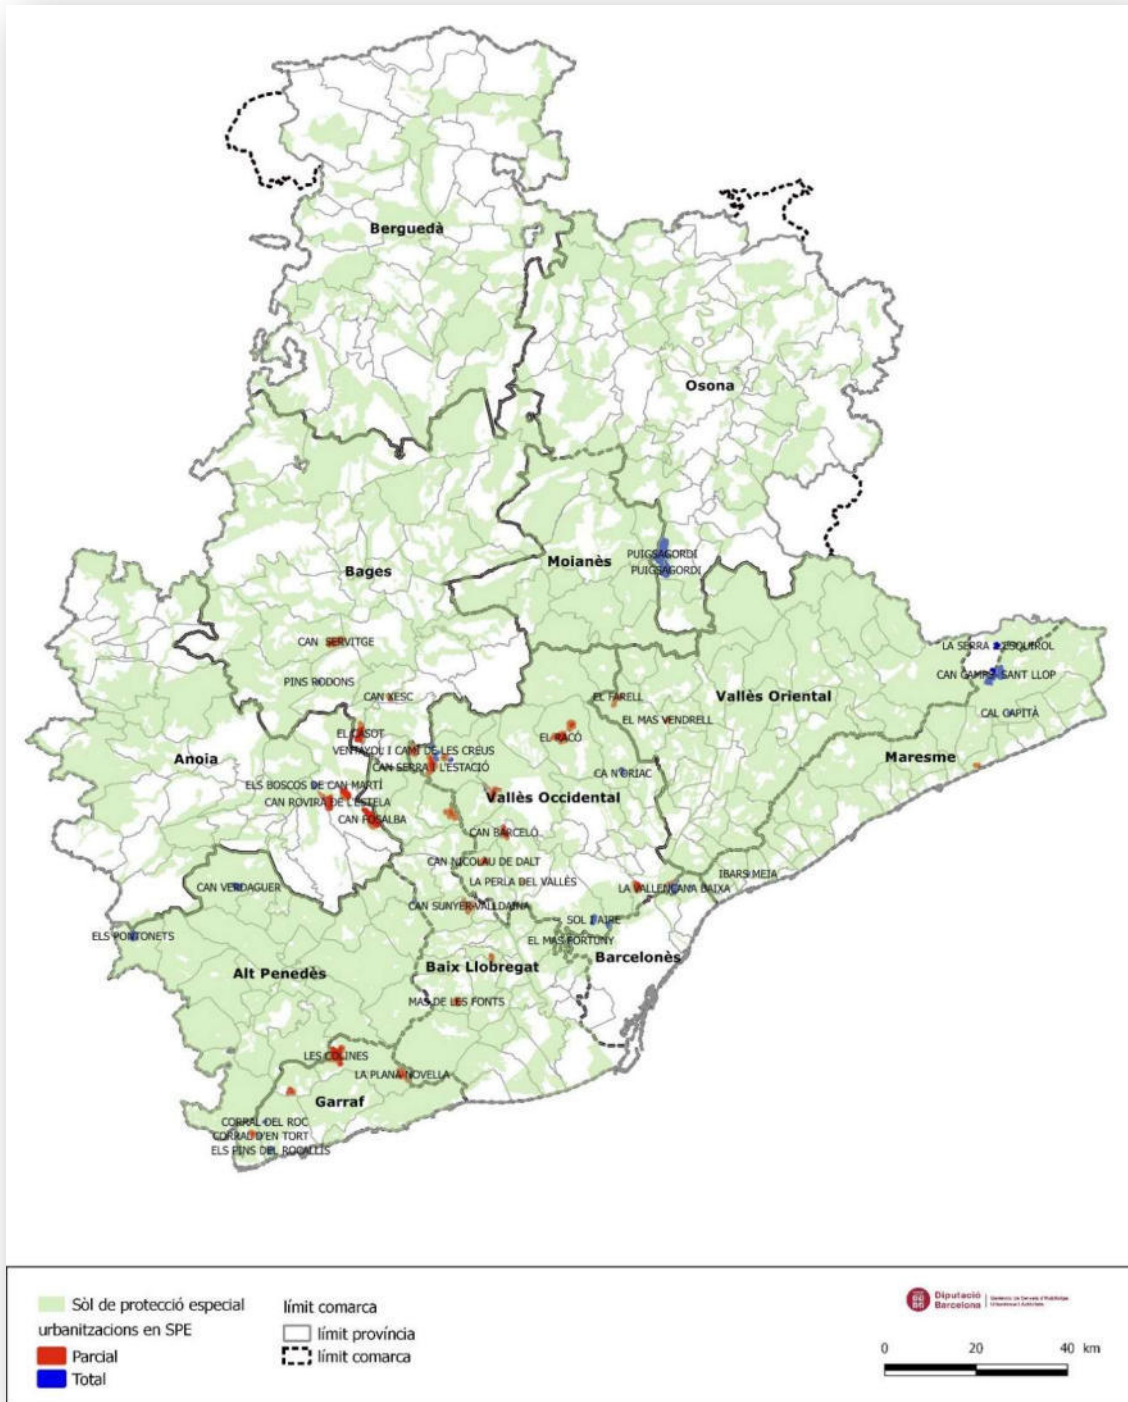 Berguedà
Osona
PUIGSAGORDI
Moianès
PUIGSAGORDI
Bages
CAN SERVITGE
LA SERRA L'ESQUIROL
CAN CAMPS SANT LLOP
PINS RODONS
CAN XESC
EL FARELL
Vallès Oriental
CAL CAPITÀ
EL MAS VENDRELL
EL CASOT
EL RACÓ
VENTAYOL I CAMÍ DE LES CREUS
Anoia
Maresme
CAN SERRA I L'ESTACIÓ
CA N'ORIAC
ELS BOSCOS DE CAN MARTÍ
CAN ROVIRA DE L'ESTELA
Vallès Occidental
CAN FOSALBA
CAN BARCELÓ
CAN NICOLAU DE DALT
IBARS MEIA
LA PERLA DEL VALLÈS
CAN VERDAGUER
LA VALLENÇANA BAIXA
CAN SUNYER-VALLDAINA
SOL I AIRE
ELS PONTONETS
EL MAS FORTUNY
Barcelonès
Baix Llobregat
Alt Penedès
MAS DE LES FONTS
LES COLINES
LA PLANA NOVELLA
Garraf
CORRAL DEL ROC
CORRAL D'EN TORT
ELS PINS DEL ROCALLÍS
Sòl de protecció especial
urbanitzacions en SPE
Parcial
Total
límit comarca
límit província
límit comarca
Diputació
Barcelona
0 20 40 km